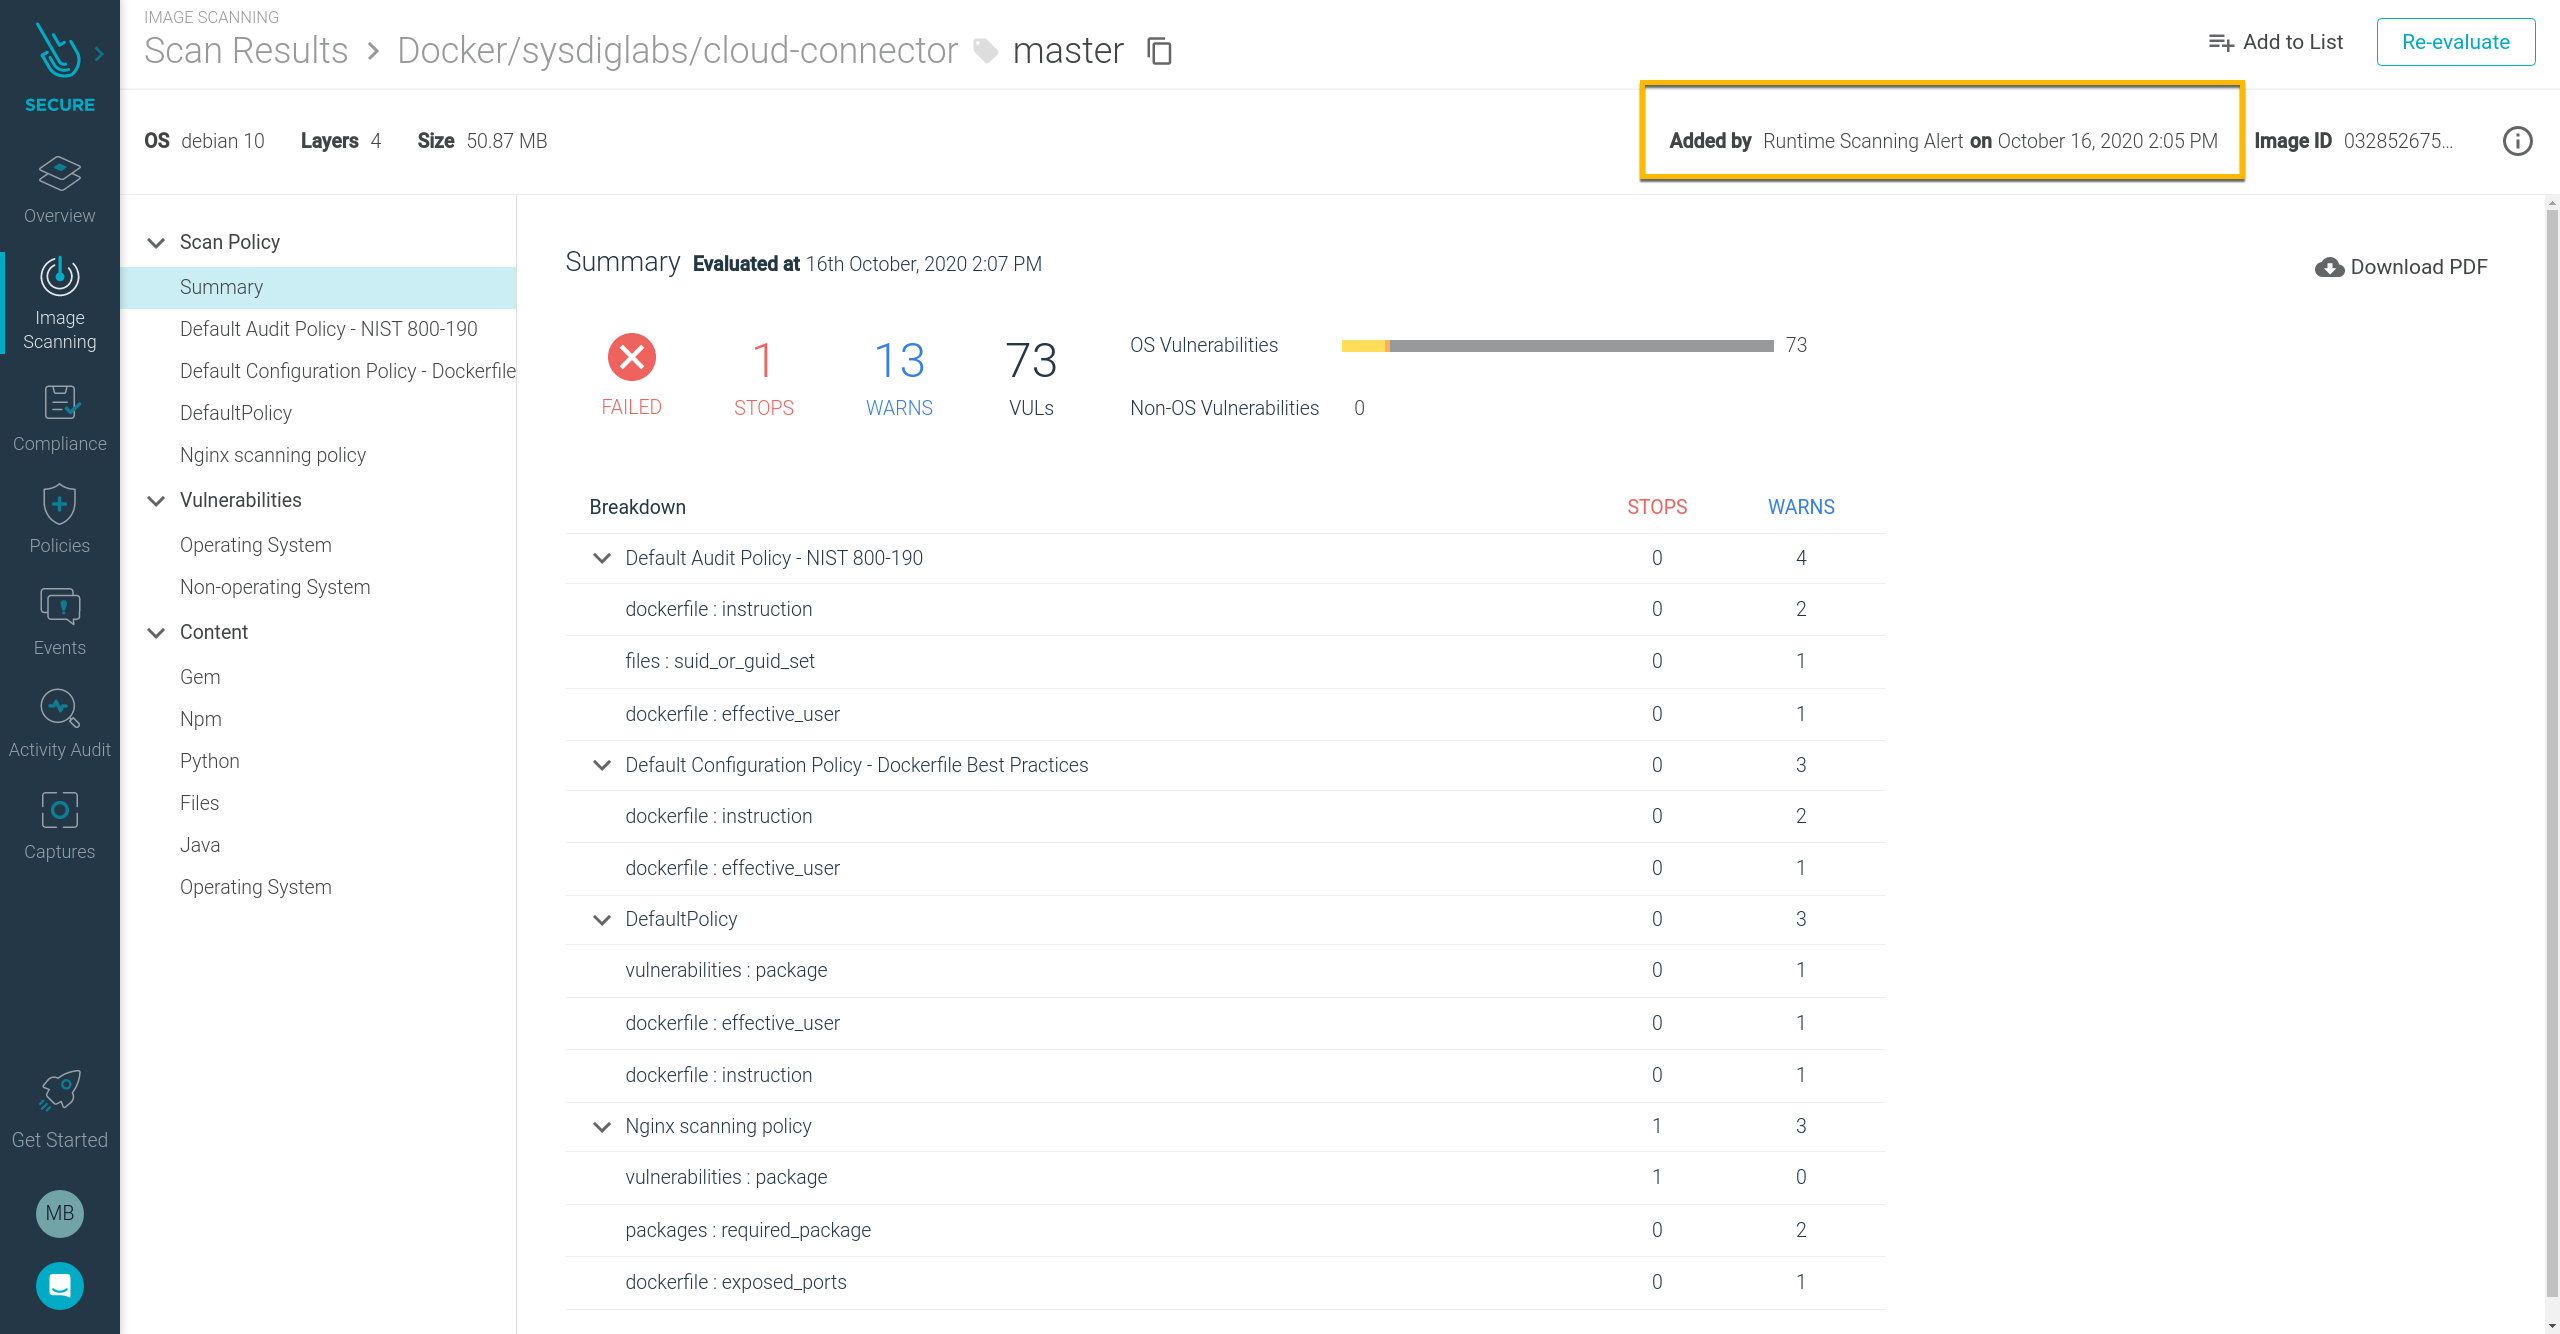 IMAGE SCANNING
Scan Results > Docker/sysdiglabs/cloud-connector master
Add to List
Re-evaluate
SECURE
OS debian 10 Layers 4 Size 50.87 MB
Added by Runtime Scanning Alert on October 16, 2020 2:05 PM
Image ID 032852675...
Overview
Image
Scanning
Compliance
Policies
Events
Activity Audit
Captures
Get Started
MB
Scan Policy
Summary
Default Audit Policy - NIST 800-190
Default Configuration Policy - Dockerfile
DefaultPolicy
Nginx scanning policy
Vulnerabilities
Operating System
Non-operating System
Content
Gem
Npm
Python
Files
Java
Operating System
Summary Evaluated at 16th October, 2020 2:07 PM
Download PDF
FAILED
1 STOPS
13 WARNS
73 VULs
OS Vulnerabilities 73
Non-OS Vulnerabilities 0
Breakdown STOPS WARNS
Default Audit Policy - NIST 800-190 0 4
dockerfile : instruction 0 2
files : suid_or_guid_set 0 1
dockerfile : effective_user 0 1
Default Configuration Policy - Dockerfile Best Practices 0 3
dockerfile : instruction 0 2
dockerfile : effective_user 0 1
DefaultPolicy 0 3
vulnerabilities : package 0 1
dockerfile : effective_user 0 1
dockerfile : instruction 0 1
Nginx scanning policy 1 3
vulnerabilities : package 1 0
packages : required_package 0 2
dockerfile : exposed_ports 0 1